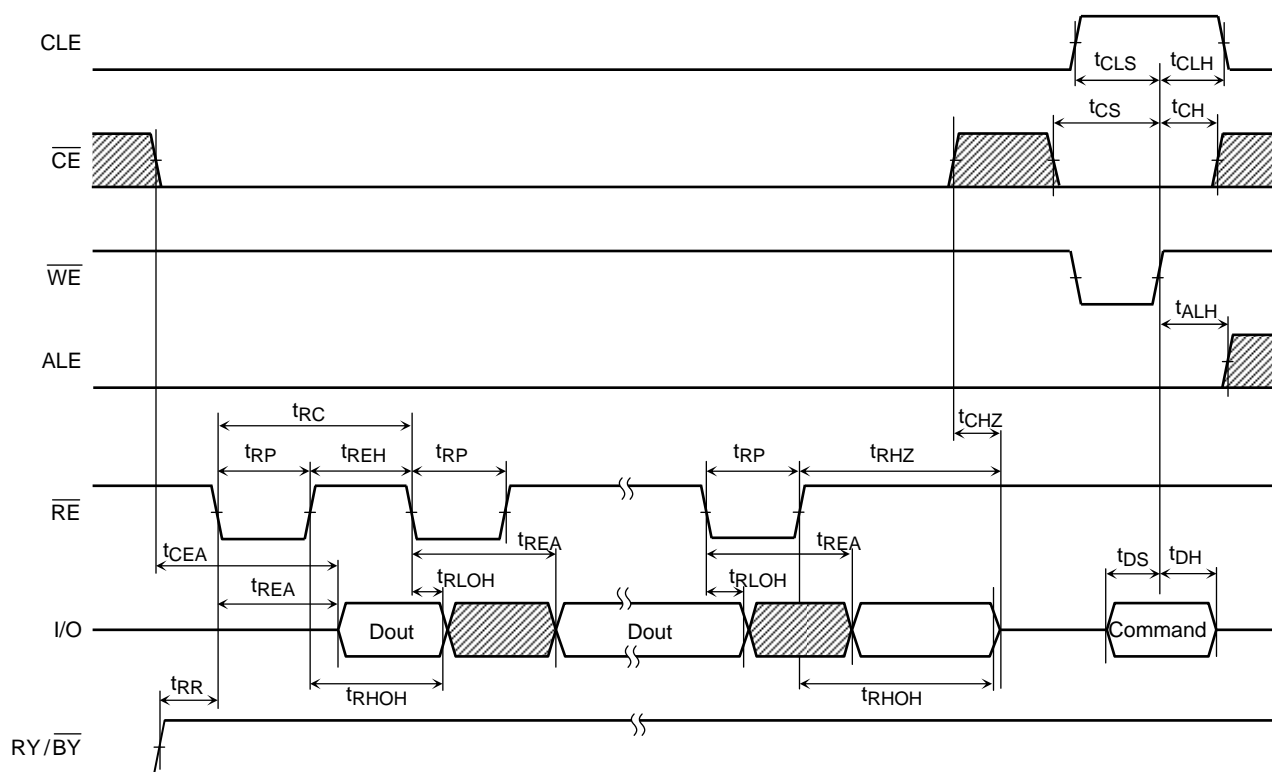 CLE
tCLS tCLH
tCS tCH
CE
WE
tALH
ALE
tRC
tCHZ
tRP tREH tRP tRP tRHZ
RE
tCEA tREA tREA
tREA tRLOH tRLOH tDS tDH
I/O Dout Dout Command
tRR tRHOH tRHOH
RY/BY